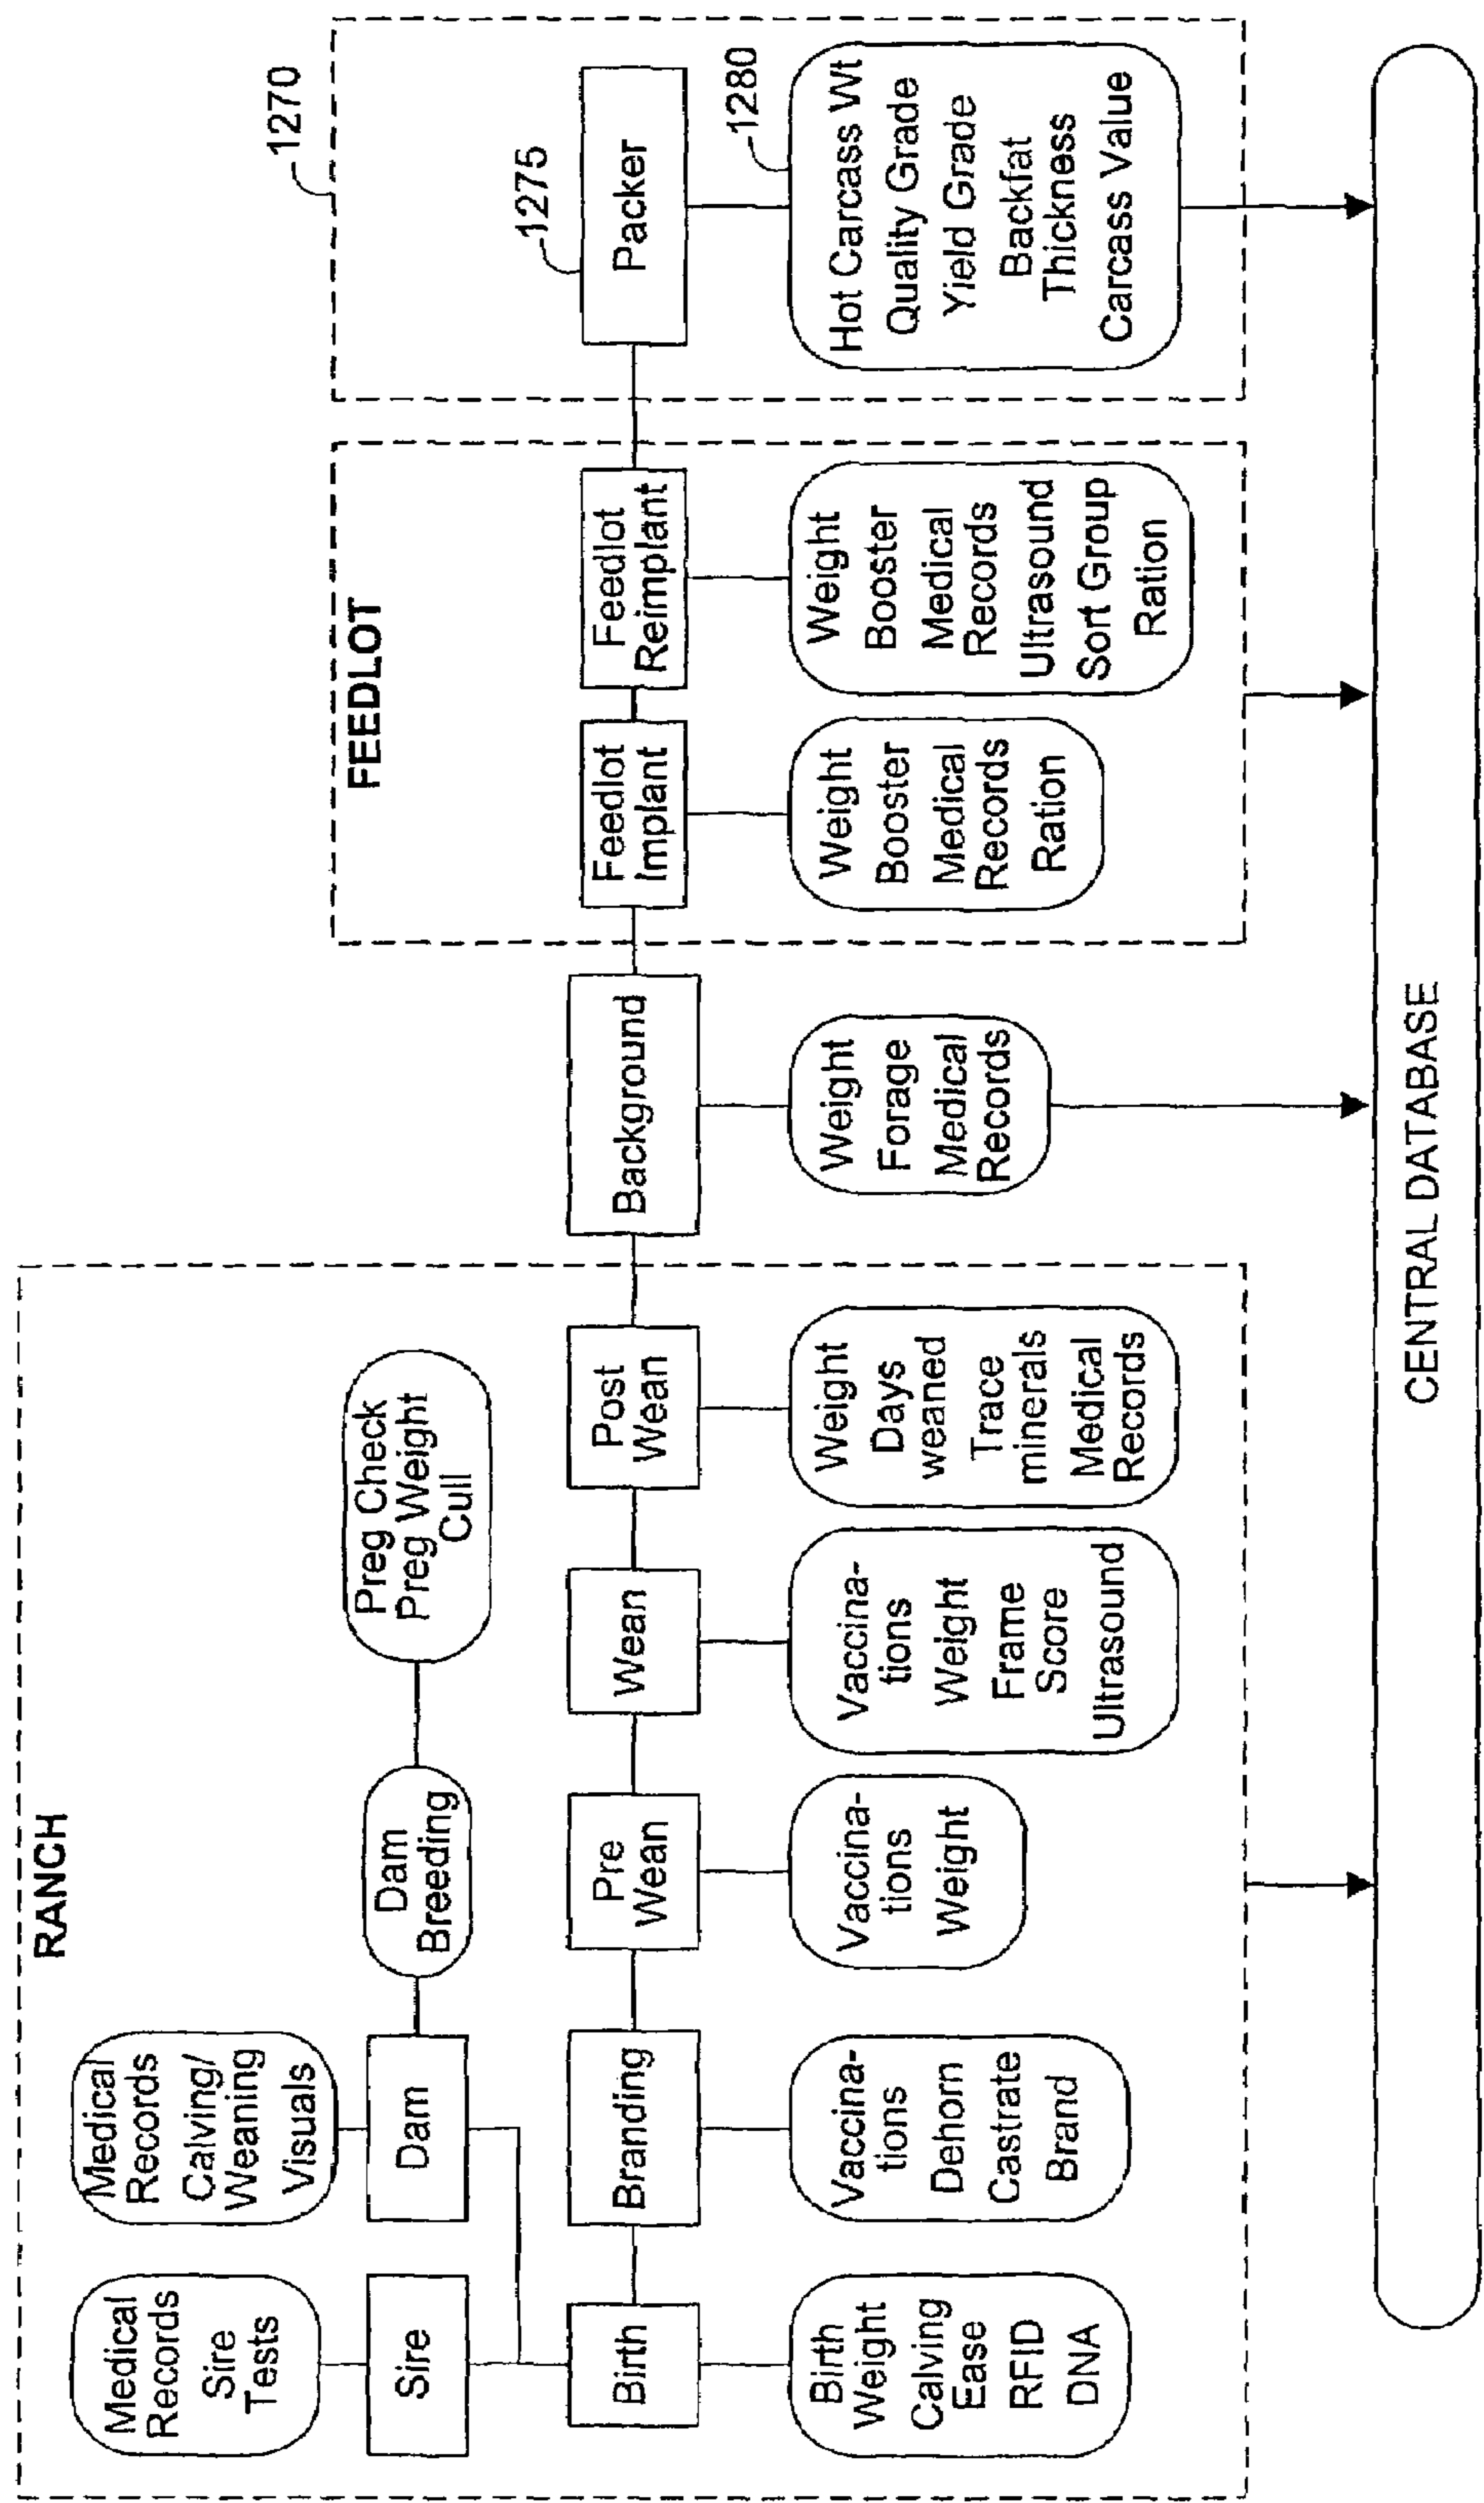 RANCH
Medical
Records
Sire
Tests
Medical
Records
Calving/
Weaning
Visuals
Sire
Dam
Dam
Breeding
Preg Check
Preg Weight
Cull
Birth
Branding
Pre
Wean
Wean
Post
Wean
Birth
Weight
Calving
Ease
RFID
DNA
Vaccina-
tions
Dehorn
Castrate
Brand
Vaccina-
tions
Weight
Vaccina-
tions
Weight
Frame
Score
Ultrasound
Weight
Days
weaned
Trace
minerals
Medical
Records
Background
Weight
Forage
Medical
Records
FEEDLOT
Feedlot
Implant
Feedlot
Reimplant
Weight
Booster
Medical
Records
Ration
Weight
Booster
Medical
Records
Ultrasound
Sort Group
Ration
1270
1275
Packer
1280
Hot Carcass Wt
Quality Grade
Yield Grade
Backfat
Thickness
Carcass Value
CENTRAL DATABASE